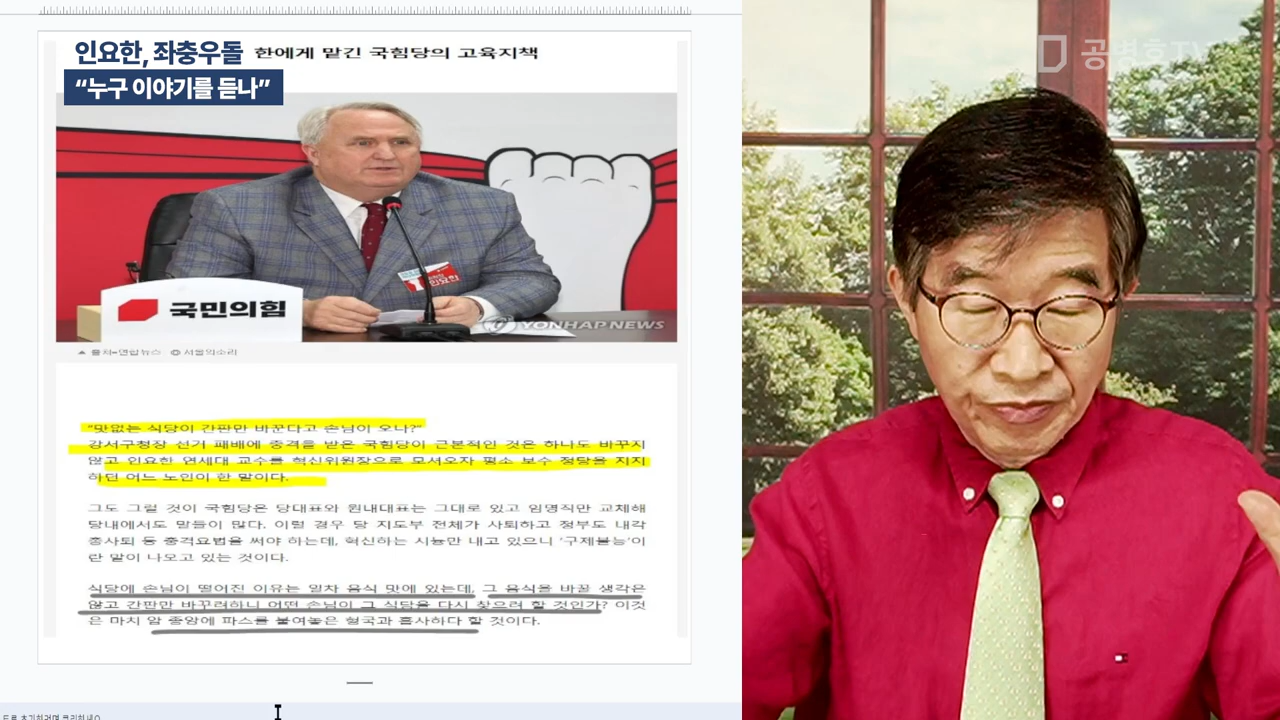 인요한, 좌충우돌 한에게 맡긴 국힘당의 고육지책
“누구 이야기를 듣나”
공병호TV
국민의힘
인요한
YONHAP NEWS
▲ 출처=연합뉴스 © 서울의소리
“맛없는 식당이 간판만 바꾼다고 손님이 오나?”
강서구청장 선거 패배에 충격을 받은 국힘당이 근본적인 것은 하나도 바꾸지
않고 인요한 연세대 교수를 혁신위원장으로 모셔오자 평소 보수 정당을 지지
하던 어느 노인이 한 말이다.
그도 그럴 것이 국힘당은 당대표와 원내대표는 그대로 있고 임명직만 교체해
당내에서도 말들이 많다. 이럴 경우 당 지도부 전체가 사퇴하고 정부도 내각
총사퇴 등 충격요법을 써야 하는데, 혁신하는 시늉만 내고 있으니 ‘구제불능’이
란 말이 나오고 있는 것이다.
식당에 손님이 떨어진 이유는 일차 음식 맛에 있는데, 그 음식을 바꿀 생각은
않고 간판만 바꾸려하니 어떤 손님이 그 식당을 다시 찾으려 할 것인가? 이것
은 마치 암 종양에 파스를 붙여놓은 형국과 흡사하다 할 것이다.